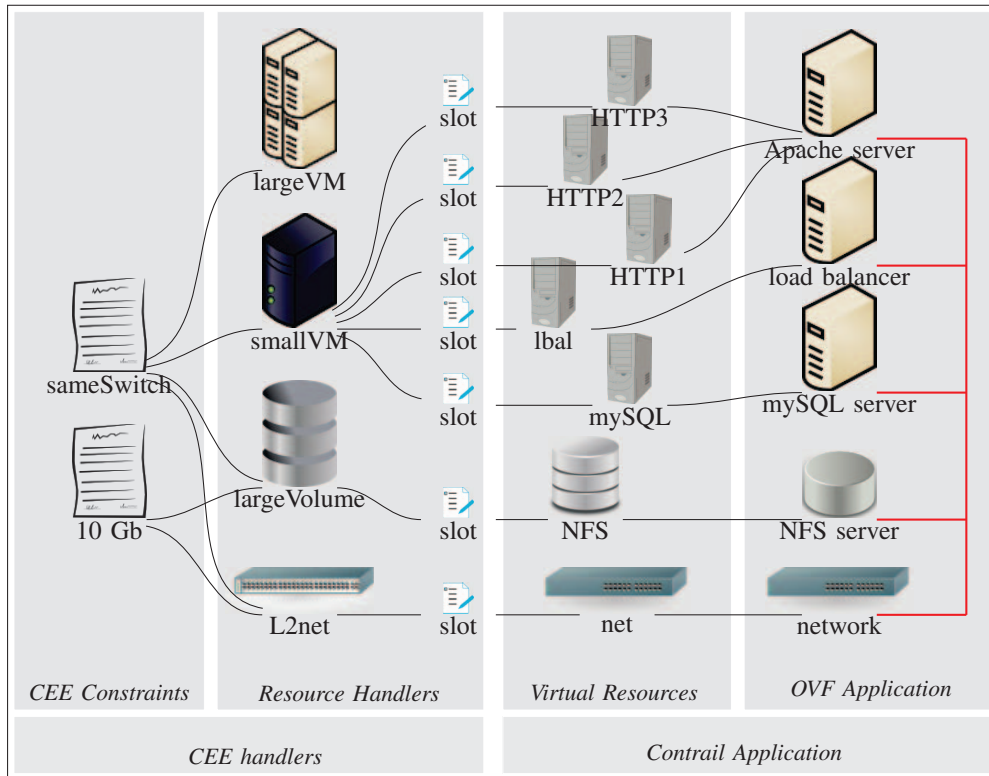 slot
HTTP3
Apache server
largeVM
slot
HTTP2
slot
HTTP1
load balancer
smallVM
slot
lbal
sameSwitch
slot
mySQL
mySQL server
largeVolume
10 Gb
slot
NFS
NFS server
L2net
slot
net
network
CEE Constraints
Resource Handlers
Virtual Resources
OVF Application
CEE handlers
Contrail Application